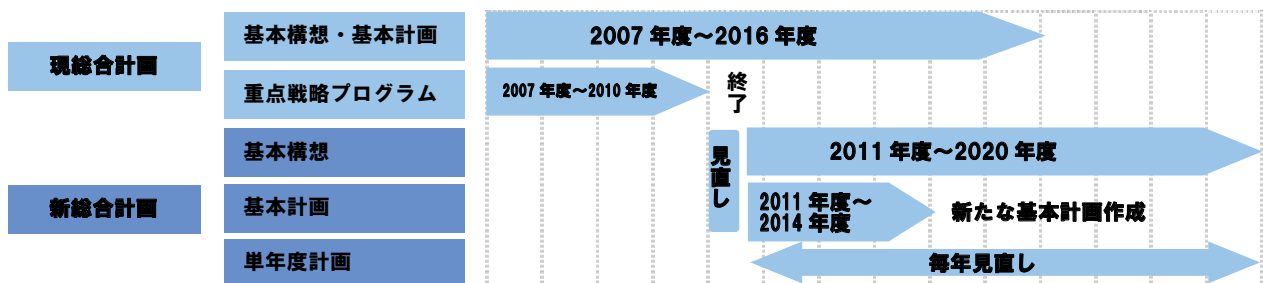 現総合計画
基本構想・基本計画
2007 年度～2016 年度
重点戦略プログラム
2007 年度～2010 年度
終了
見直し
新総合計画
基本構想
2011 年度～2020 年度
基本計画
2011 年度～
2014 年度
新たな基本計画作成
単年度計画
毎年見直し